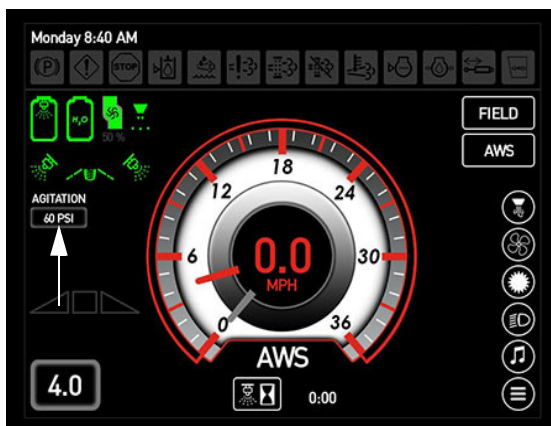 Monday 8:40 AM
(P)
STOP
H₂O
50 %
FIELD
AWS
AGITATION
60 PSI
0
6
12
18
24
30
36
0.0
MPH
AWS
4.0
0:00